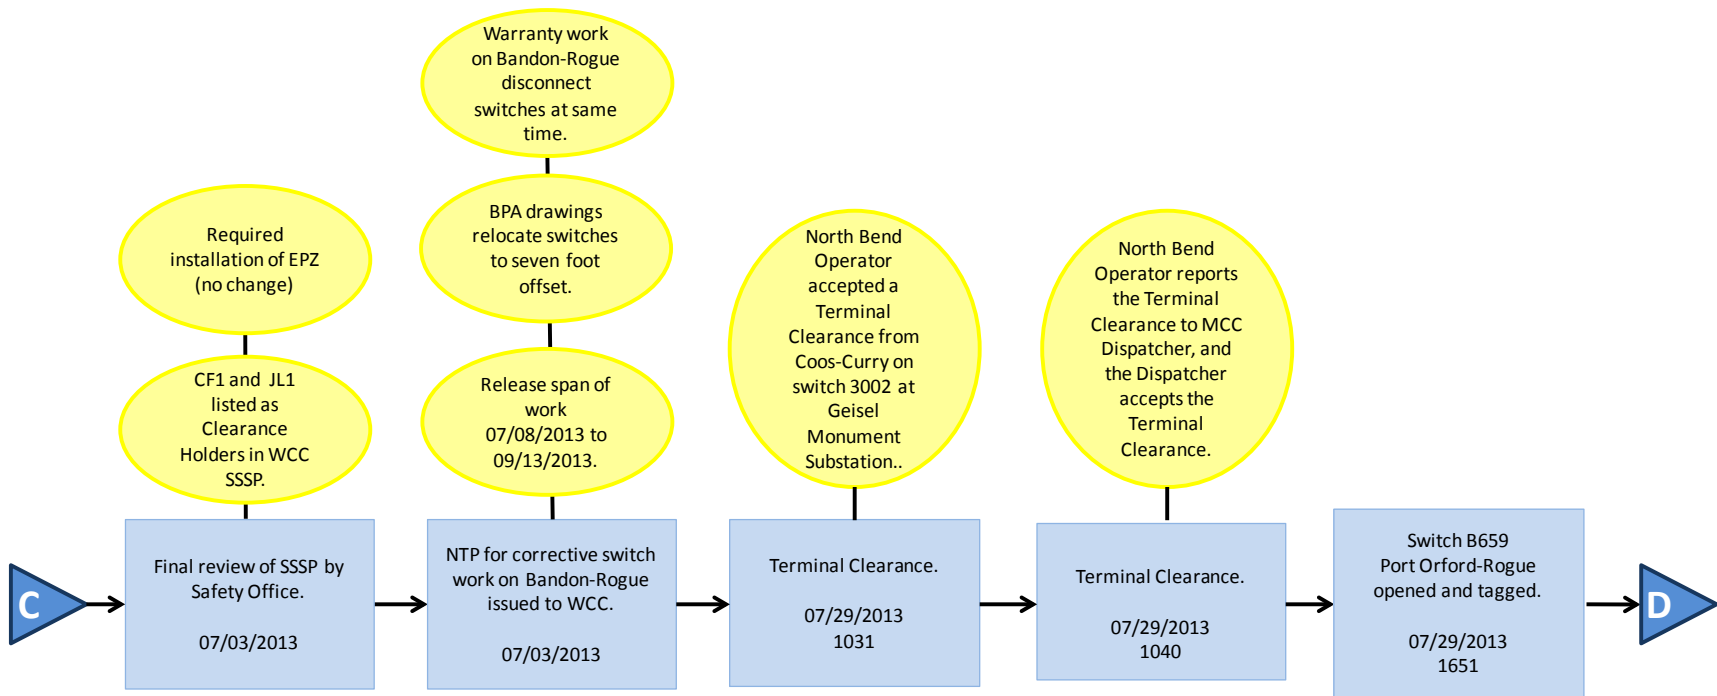 Warranty work
on Bandon-Rogue
disconnect
switches at same
time.
Required
installation of EPZ
(no change)
BPA drawings
relocate switches
to seven foot
offset.
North Bend
Operator
accepted a
Terminal
Clearance from
Coos-Curry on
switch 3002 at
Geisel
Monument
Substation..
North Bend
Operator reports
the Terminal
Clearance to MCC
Dispatcher, and
the Dispatcher
accepts the
Terminal
Clearance.
CF1 and JL1
listed as
Clearance
Holders in WCC
SSSP.
Release span of
work
07/08/2013 to
09/13/2013.
C
Final review of SSSP by
Safety Office.
07/03/2013
NTP for corrective switch
work on Bandon-Rogue
issued to WCC.
07/03/2013
Terminal Clearance.
07/29/2013
1031
Terminal Clearance.
07/29/2013
1040
Switch B659
Port Orford-Rogue
opened and tagged.
07/29/2013
1651
D